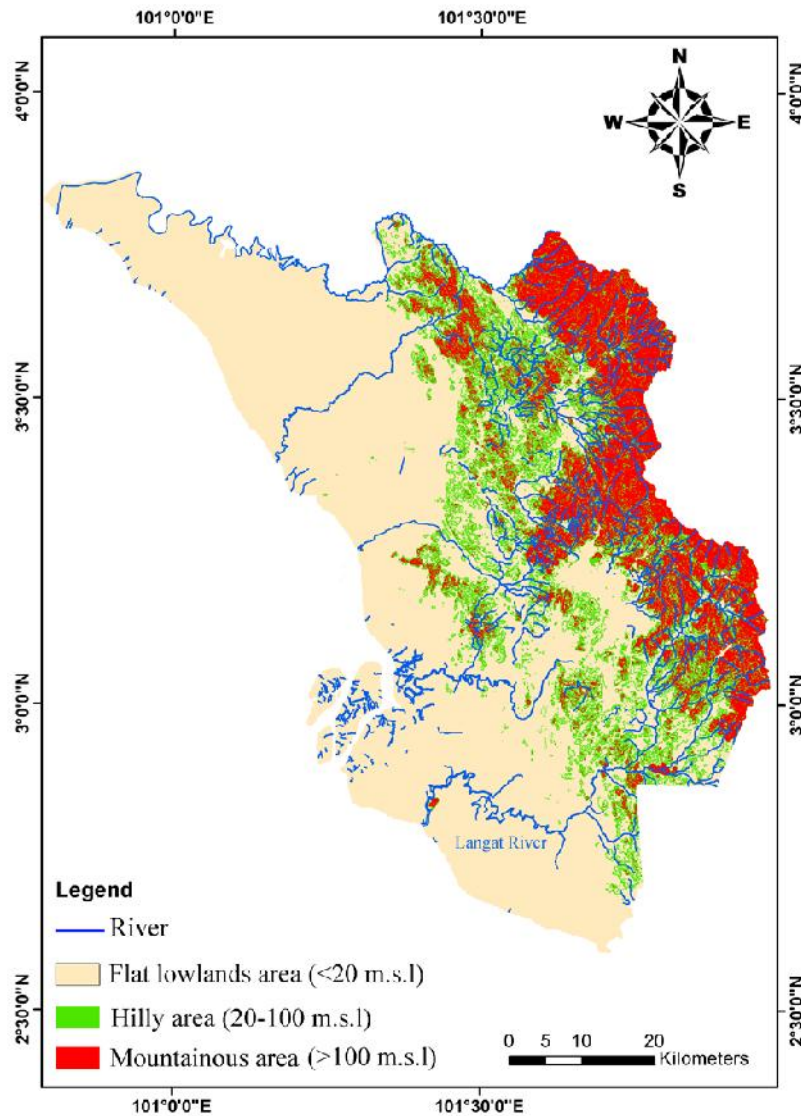 101°0'0"E 101°30'0"E
4°0'0"N 4°0'0"N
N
W E
S
3°30'0"N 3°30'0"N
3°0'0"N 3°0'0"N
Langat River
Legend
River
Flat lowlands area (<20 m.s.l)
Hilly area (20-100 m.s.l)
Mountainous area (>100 m.s.l)
2°30'0"N 2°30'0"N
0 5 10 20
Kilometers
101°0'0"E 101°30'0"E